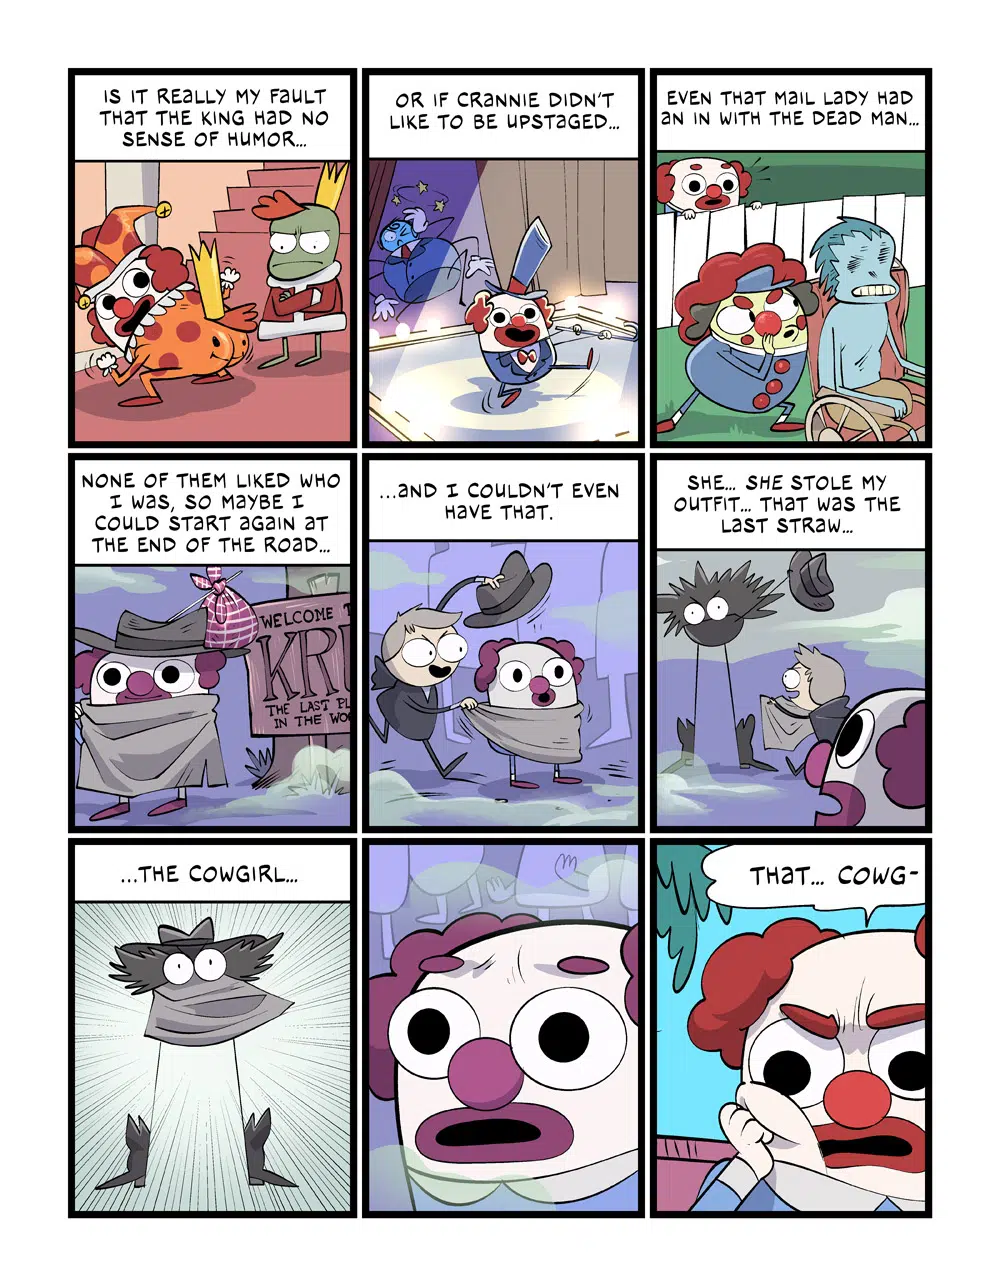 IS IT REALLY MY FAULT
THAT THE KING HAD NO
SENSE OF HUMOR...
OR IF CRANNIE DIDN'T
LIKE TO BE UPSTAGED...
EVEN THAT MAIL LADY HAD
AN IN WITH THE DEAD MAN...
NONE OF THEM LIKED WHO
I WAS, SO MAYBE I
COULD START AGAIN AT
THE END OF THE ROAD...
WELCOME T
KRU
THE LAST PL
IN THE WO
...AND I COULDN'T EVEN
HAVE THAT.
SHE... SHE STOLE MY
OUTFIT... THAT WAS THE
LAST STRAW...
...THE COWGIRL...
THAT... COWG-